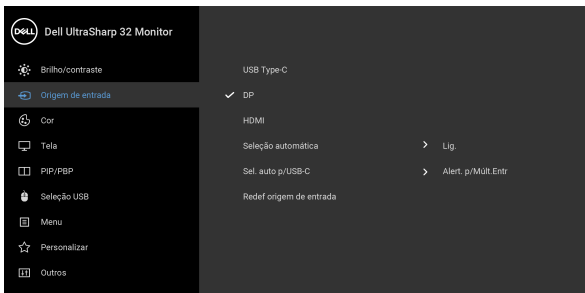 DELL Dell UltraSharp 32 Monitor
Brilho/contraste USB Type-C
Origem de entrada DP
Cor HDMI
Tela Seleção automática Lig.
PIP/PBP Sel. auto p/USB-C Alert. p/Múlt.Entr
Seleção USB Redef origem de entrada
Menu
Personalizar
Outros